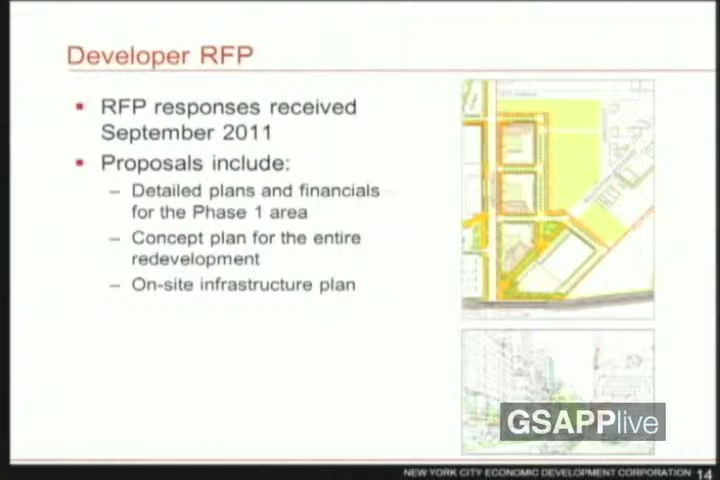 Developer RFP
▪ RFP responses received
September 2011
▪ Proposals include:
– Detailed plans and financials
for the Phase 1 area
– Concept plan for the entire
redevelopment
– On-site infrastructure plan
GSAPPlive
NEW YORK CITY ECONOMIC DEVELOPMENT CORPORATION 14